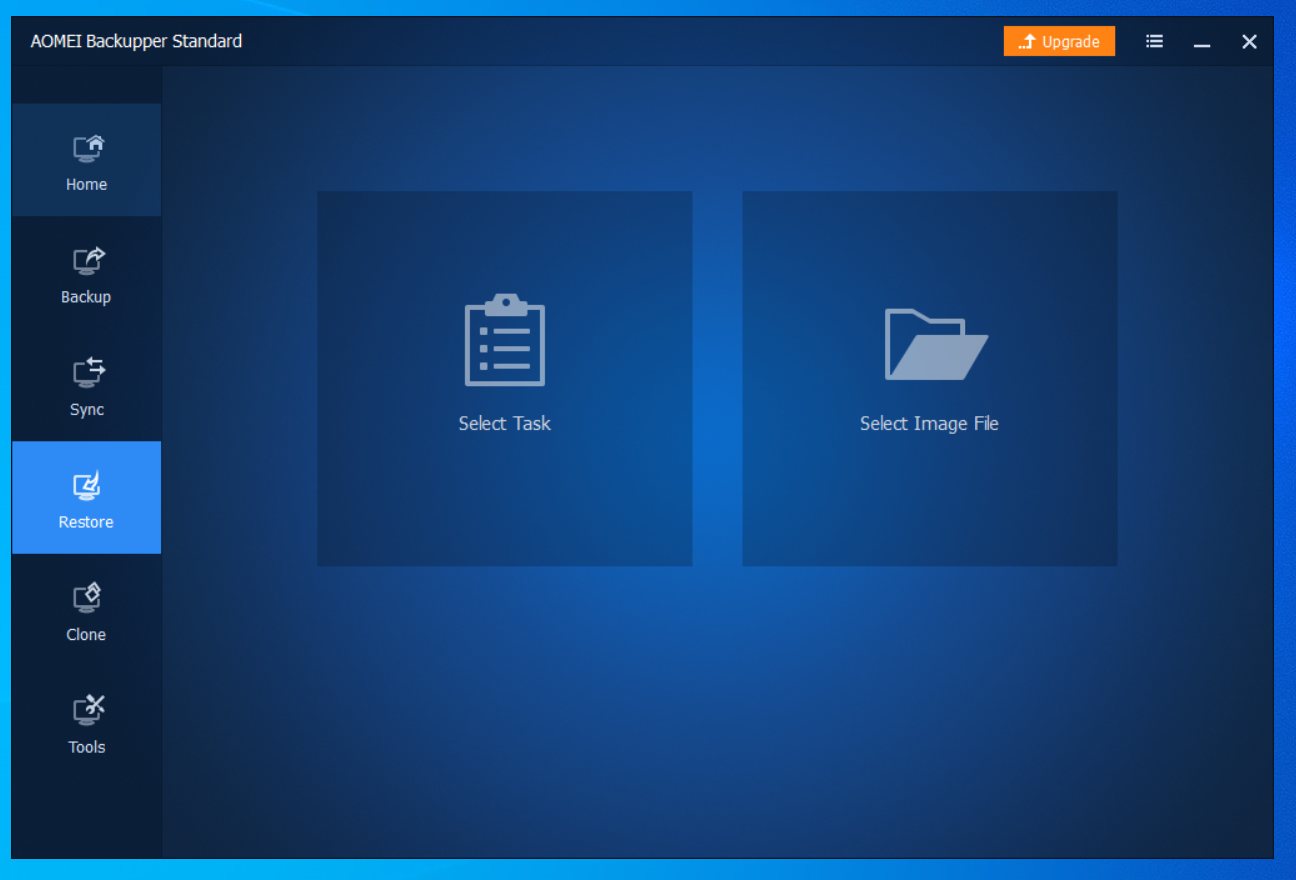 AOMEI Backupper Standard
Upgrade
Home
Backup
Sync
Restore
Clone
Tools
Select Task
Select Image File